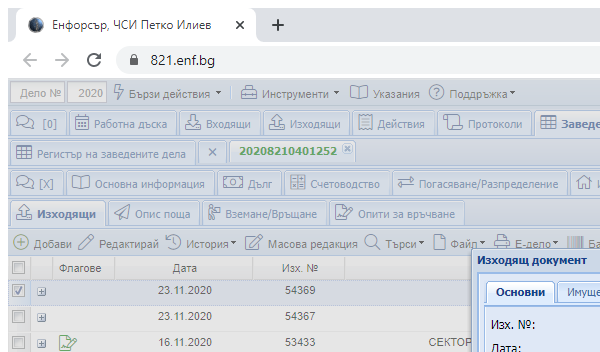 Енфорсър, ЧСИ Петко Илиев
821.enf.bg
Дело № 2020 Бързи действия Инструменти Указания Поддръжка
[0] Работна дъска Входящи Изходящи Действия Протоколи Заведе
Регистър на заведените дела 20208210401252
[X] Основна информация Дълг Счетоводство Погасяване/Разпределение И
Изходящи Опис поща Вземане/Връщане Опити за връчване
Добави Редактирай История Масова редакция Търси Файл Е-дело Ба
Флагове Дата Изх. №
23.11.2020 54369
23.11.2020 54367
16.11.2020 53433 СЕКТОР
Изходящ документ
Основни Имуще
Изх. №:
Дата: